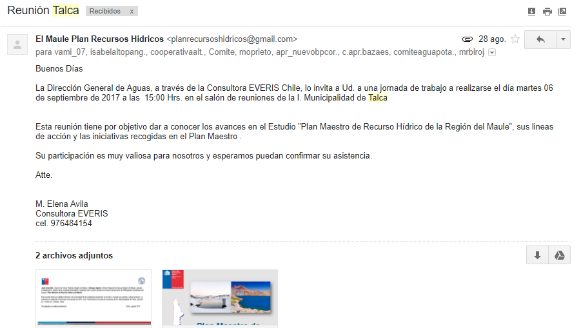 Reunión Talca Recibidos x
El Maule Plan Recursos Hídricos <planrecursoshidricos@gmail.com> 28 ago.
para vami_07, isabelaltopang., cooperativaalt., Comite, moprieto, apr_nuevobpcor., c.apr.bazaes, comiteaguapota., mrblroj.
Buenos Días
La Dirección General de Aguas, a través de la Consultora EVERIS Chile, lo invita a Ud. a una jornada de trabajo a realizarse el día martes 06
de septiembre de 2017 a las 15:00 Hrs. en el salón de reuniones de la I. Municipalidad de Talca
Esta reunión tiene por objetivo dar a conocer los avances en el Estudio "Plan Maestro de Recurso Hídrico de la Región del Maule", sus lineas
de acción y las iniciativas recogidas en el Plan Maestro .
Su participación es muy valiosa para nosotros y esperamos puedan confirmar su asistencia.
Atte.
M. Elena Avila
Consultora EVERIS
cel. 976484154
2 archivos adjuntos
Plan Maestro de